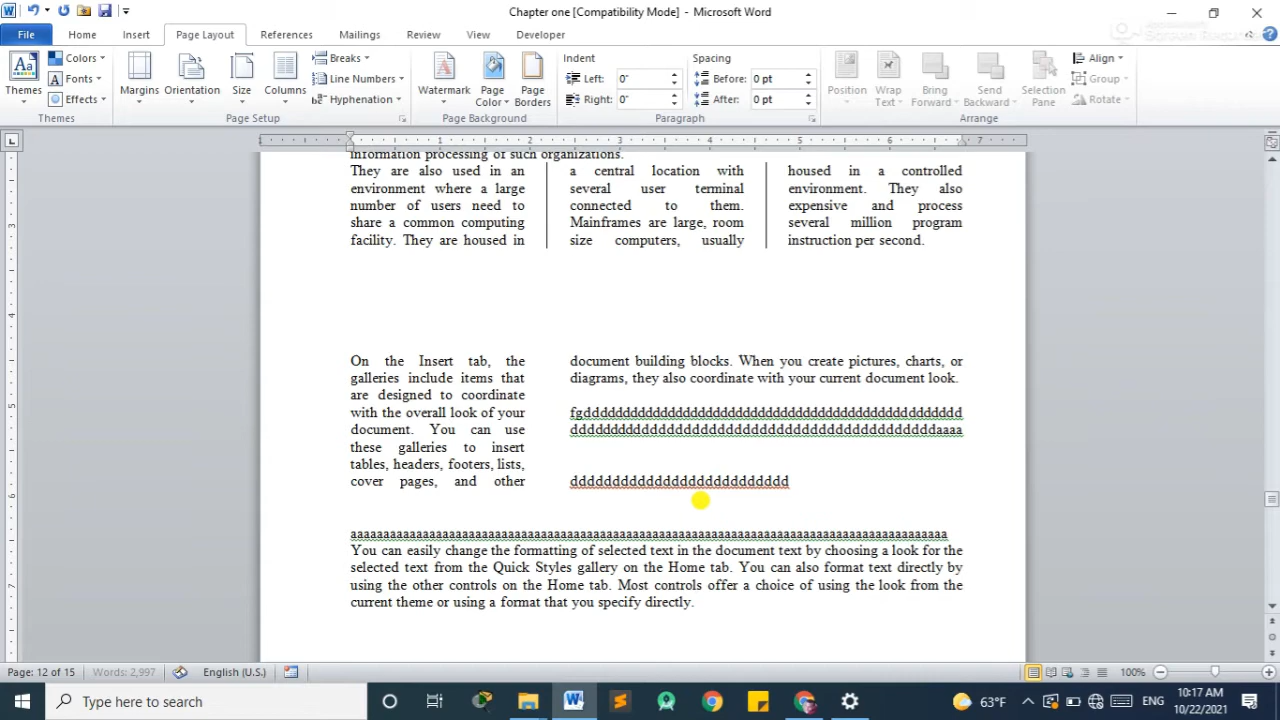 Chapter one [Compatibility Mode] - Microsoft Word
File Home Insert Page Layout References Mailings Review View Developer
Themes
Colors
Fonts
Effects
Themes
Margins
Orientation
Size
Columns
Breaks
Line Numbers
Hyphenation
Page Setup
Watermark
Page Color
Page Borders
Page Background
Indent
Left: 0"
Right: 0"
Spacing
Before: 0 pt
After: 0 pt
Paragraph
Position
Wrap Text
Bring Forward
Send Backward
Selection Pane
Align
Group
Rotate
Arrange
1 1 2 3 4 5 6 7
information processing of such organizations.
They are also used in an
environment where a large
number of users need to
share a common computing
facility. They are housed in
a central location with
several user terminal
connected to them.
Mainframes are large, room
size computers, usually
housed in a controlled
environment. They also
expensive and process
several million program
instruction per second.
On the Insert tab, the
galleries include items that
are designed to coordinate
with the overall look of your
document. You can use
these galleries to insert
tables, headers, footers, lists,
cover pages, and other
document building blocks. When you create pictures, charts, or
diagrams, they also coordinate with your current document look.
You can easily change the formatting of selected text in the document text by choosing a look for the
selected text from the Quick Styles gallery on the Home tab. You can also format text directly by
using the other controls on the Home tab. Most controls offer a choice of using the look from the
current theme or using a format that you specify directly.
3
4
5
6
Page: 12 of 15 Words: 2,997 English (U.S.) 100%
Type here to search
63°F ENG
10:17 AM
10/22/2021